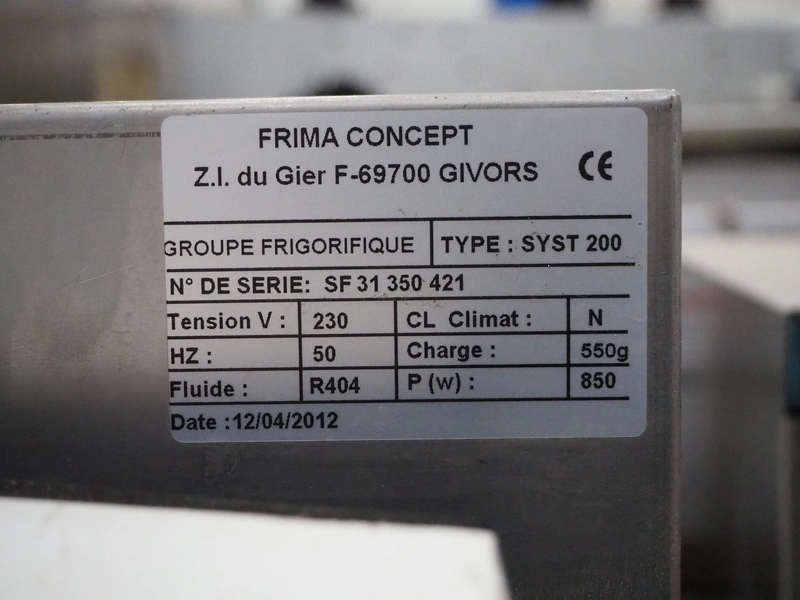 FRIMA CONCEPT
Z.I. du Gier F-69700 GIVORS CE
GROUPE FRIGORIFIQUE TYPE : SYST 200
N° DE SERIE: SF 31 350 421
Tension V : 230 CL Climat : N
HZ : 50 Charge : 550g
Fluide : R404 P (w) : 850
Date :12/04/2012